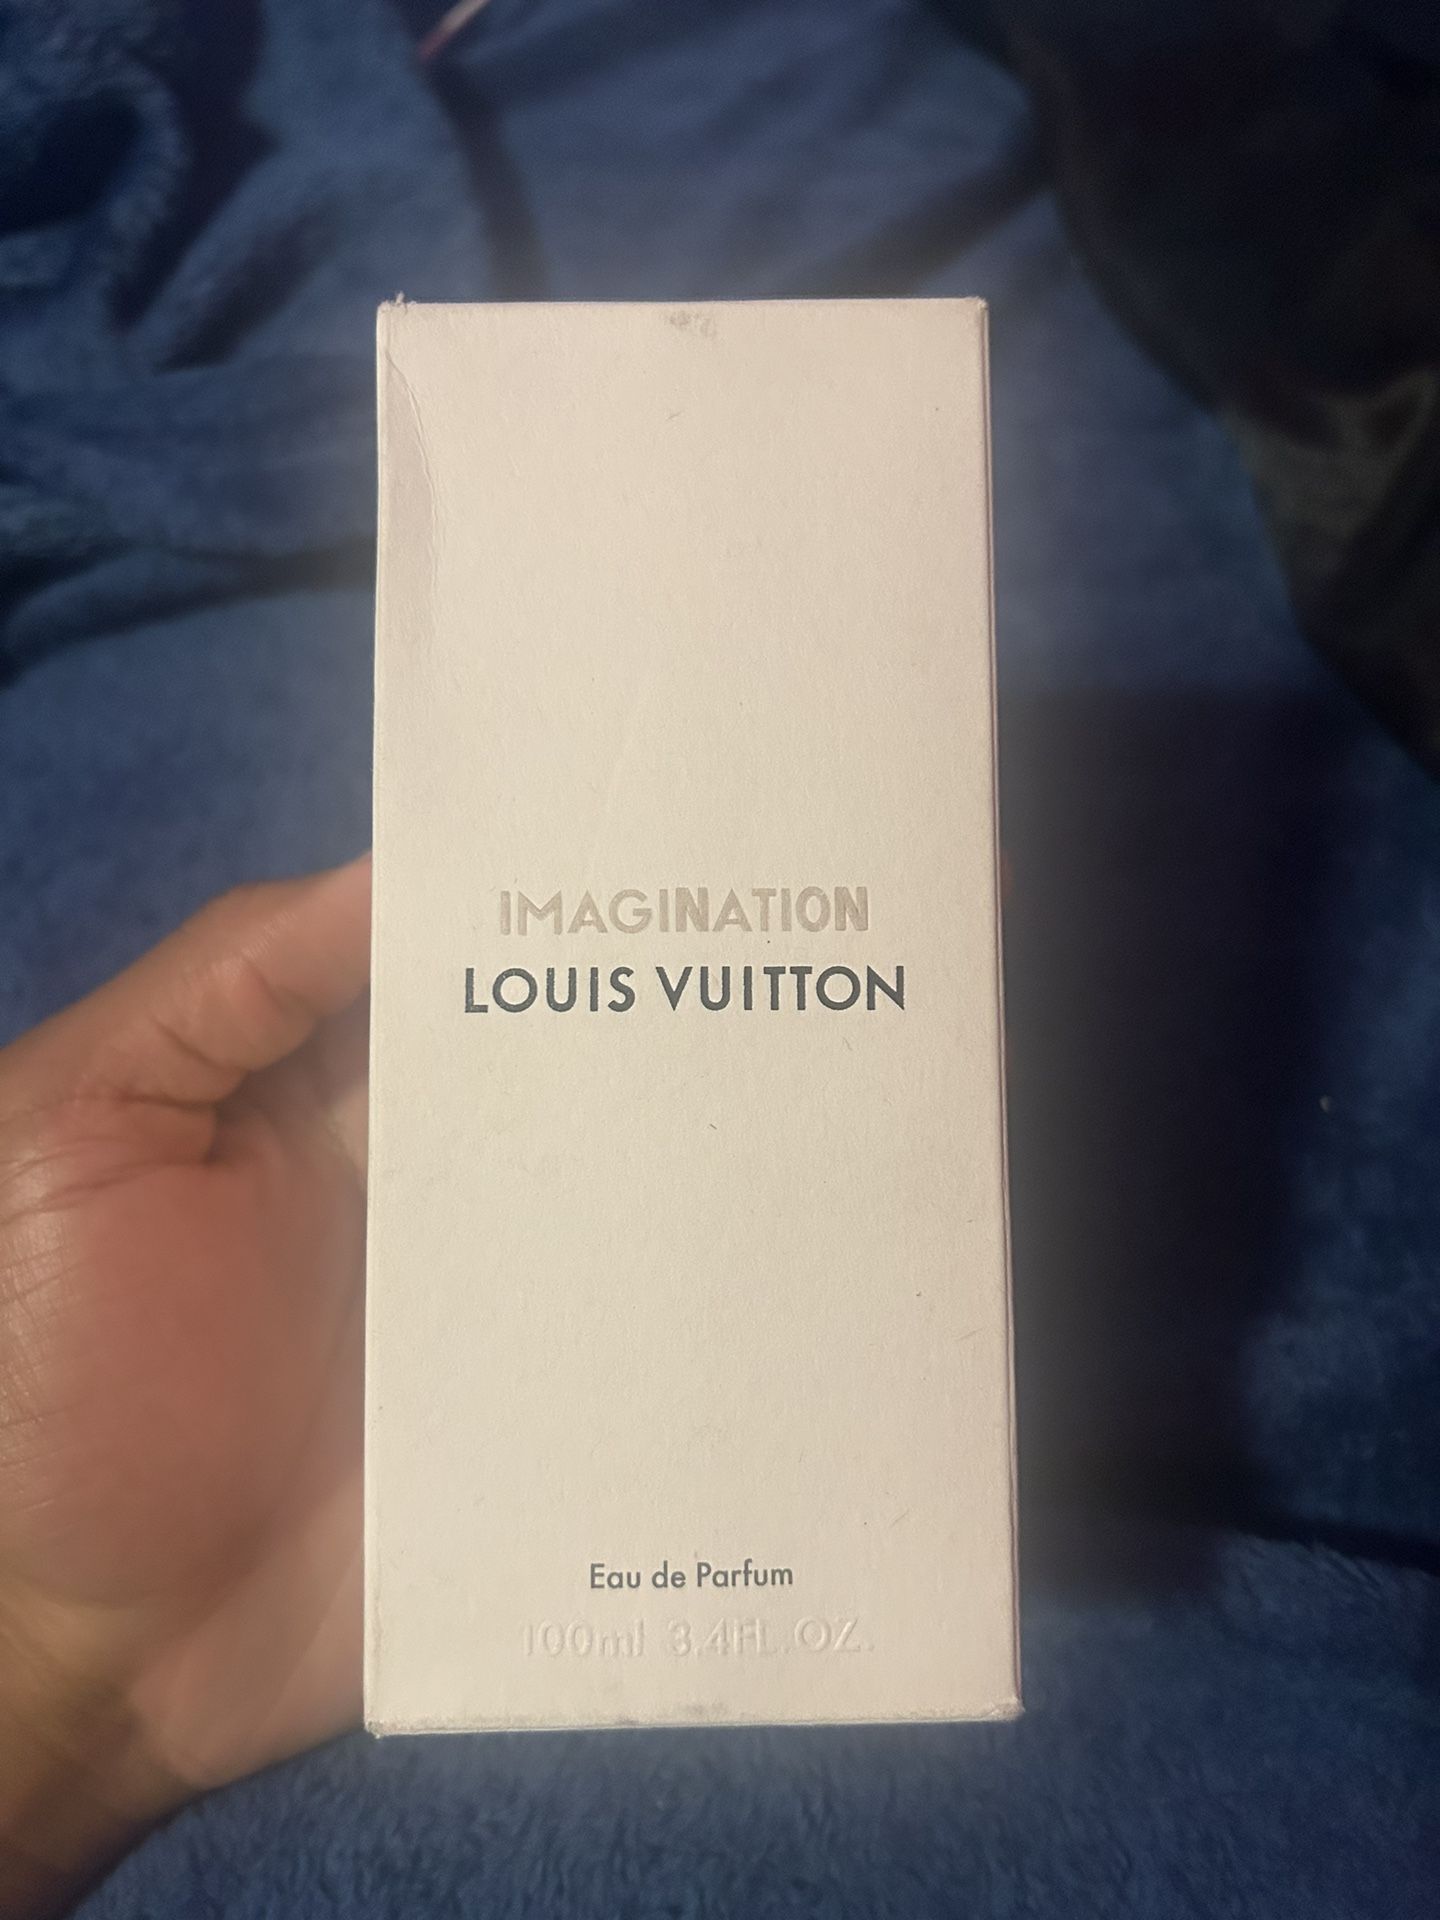 IMAGINATION
LOUIS VUITTON
Eau de Parfum
100ml 3.4FL.OZ.